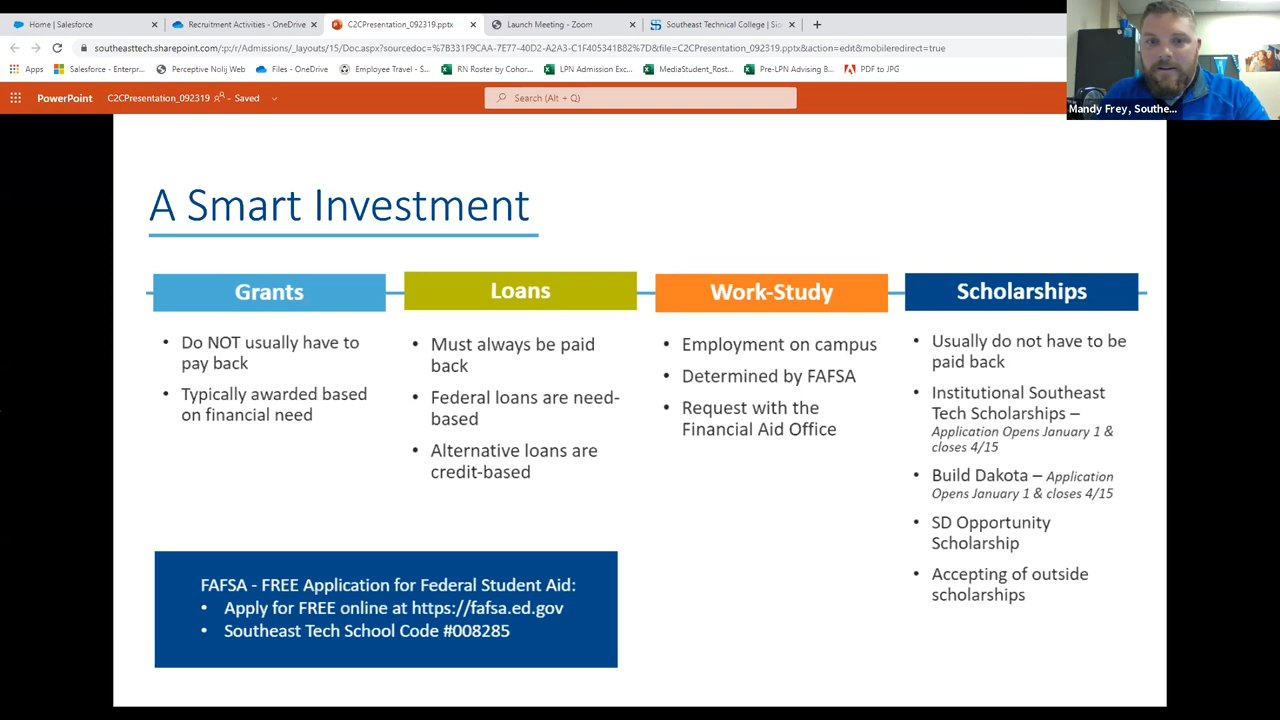 Home | Salesforce
Recruitment Activities - OneDrive
C2CPresentation_092319.pptx
Launch Meeting - Zoom
Southeast Technical College | Sio
southeasttech.sharepoint.com/:p:/r/Admissions/_layouts/15/Doc.aspx?sourcedoc=%7B331F9CAA-7E77-40D2-A2A3-C1F405341B82%7D&file=C2CPresentation_092319.pptx&action=edit&mobileredirect=true
Apps
Salesforce - Enterpr...
Perceptive Nolij Web
Files - OneDrive
Employee Travel - S...
RN Roster by Cohor...
LPN Admission Exc...
MediaStudent_Rost...
Pre-LPN Advising B...
PDF to JPG
PowerPoint
C2CPresentation_092319 - Saved
Search (Alt + Q)
Mandy Frey, Southe...
A Smart Investment
Grants
• Do NOT usually have to
pay back
• Typically awarded based
on financial need
Loans
• Must always be paid
back
• Federal loans are need-
based
• Alternative loans are
credit-based
Work-Study
• Employment on campus
• Determined by FAFSA
• Request with the
Financial Aid Office
Scholarships
• Usually do not have to be
paid back
• Institutional Southeast
Tech Scholarships –
Application Opens January 1 &
closes 4/15
• Build Dakota – Application
Opens January 1 & closes 4/15
• SD Opportunity
Scholarship
• Accepting of outside
scholarships
FAFSA - FREE Application for Federal Student Aid:
• Apply for FREE online at https://fafsa.ed.gov
• Southeast Tech School Code #008285